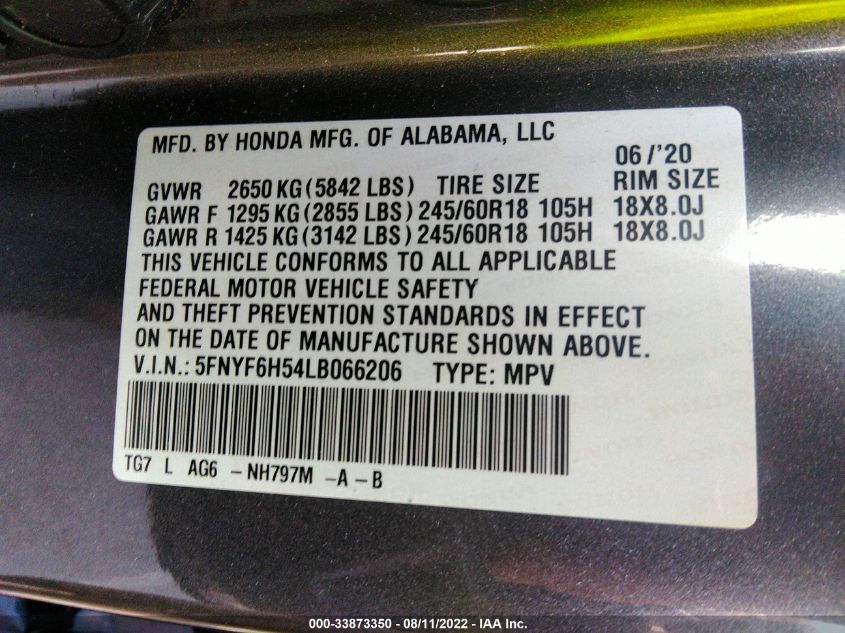 MFD. BY HONDA MFG. OF ALABAMA, LLC
06/'20
GVWR 2650 KG (5842 LBS) TIRE SIZE RIM SIZE
GAWR F 1295 KG (2855 LBS) 245/60R18 105H 18X8.0J
GAWR R 1425 KG (3142 LBS) 245/60R18 105H 18X8.0J
THIS VEHICLE CONFORMS TO ALL APPLICABLE
FEDERAL MOTOR VEHICLE SAFETY
AND THEFT PREVENTION STANDARDS IN EFFECT
ON THE DATE OF MANUFACTURE SHOWN ABOVE.
V.I.N.: 5FNYF6H54LB066206 TYPE: MPV
TG7 L AG6 -NH797M -A-B
000-33873350 - 08/11/2022 - IAA Inc.